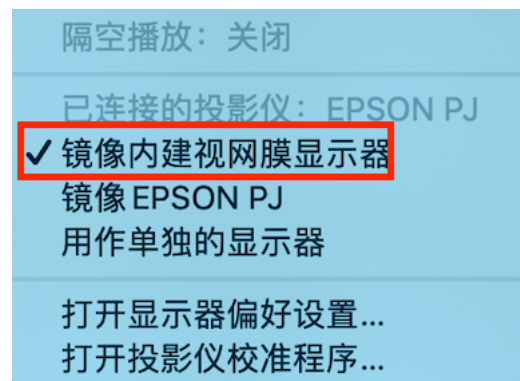 隔空播放：关闭
已连接的投影仪：EPSON PJ
✓镜像内建视网膜显示器
镜像 EPSON PJ
用作单独的显示器
打开显示器偏好设置...
打开投影仪校准程序...